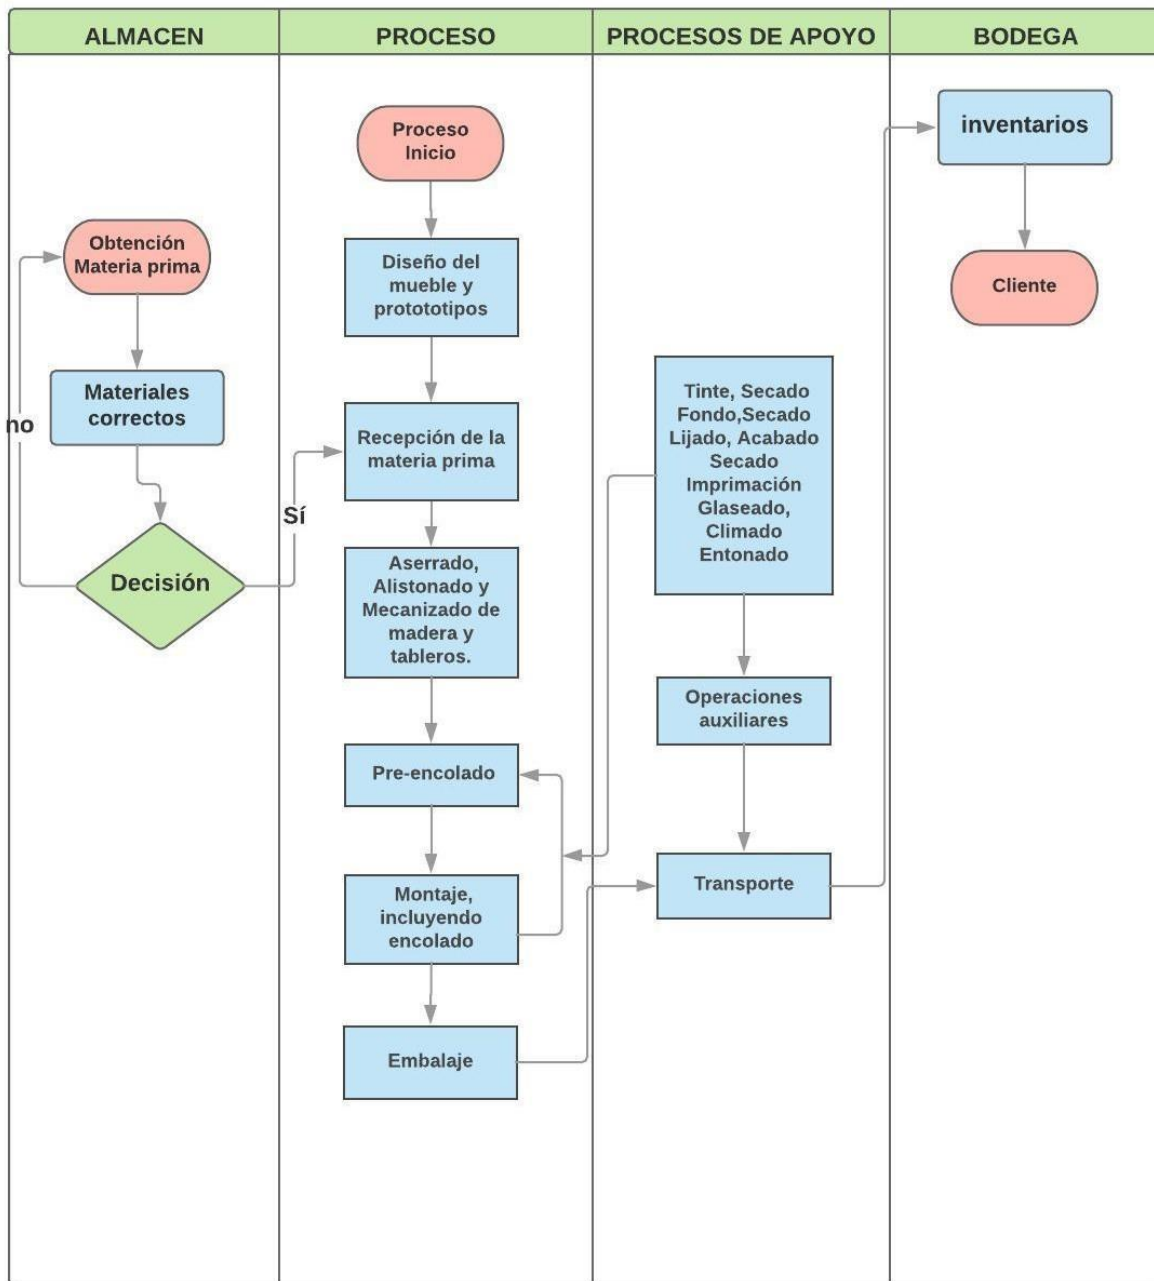 ALMACEN
PROCESO
PROCESOS DE APOYO
BODEGA
Obtención
Materia prima
Materiales
correctos
no
Decisión
Sí
Proceso
Inicio
Diseño del
mueble y
protototipos
Recepción de la
materia prima
Aserrado,
Alistonado y
Mecanizado de
madera y
tableros.
Pre-encolado
Montaje,
incluyendo
encolado
Embalaje
Tinte, Secado
Fondo,Secado
Lijado, Acabado
Secado
Imprimación
Glaseado,
Climado
Entonado
Operaciones
auxiliares
Transporte
inventarios
Cliente